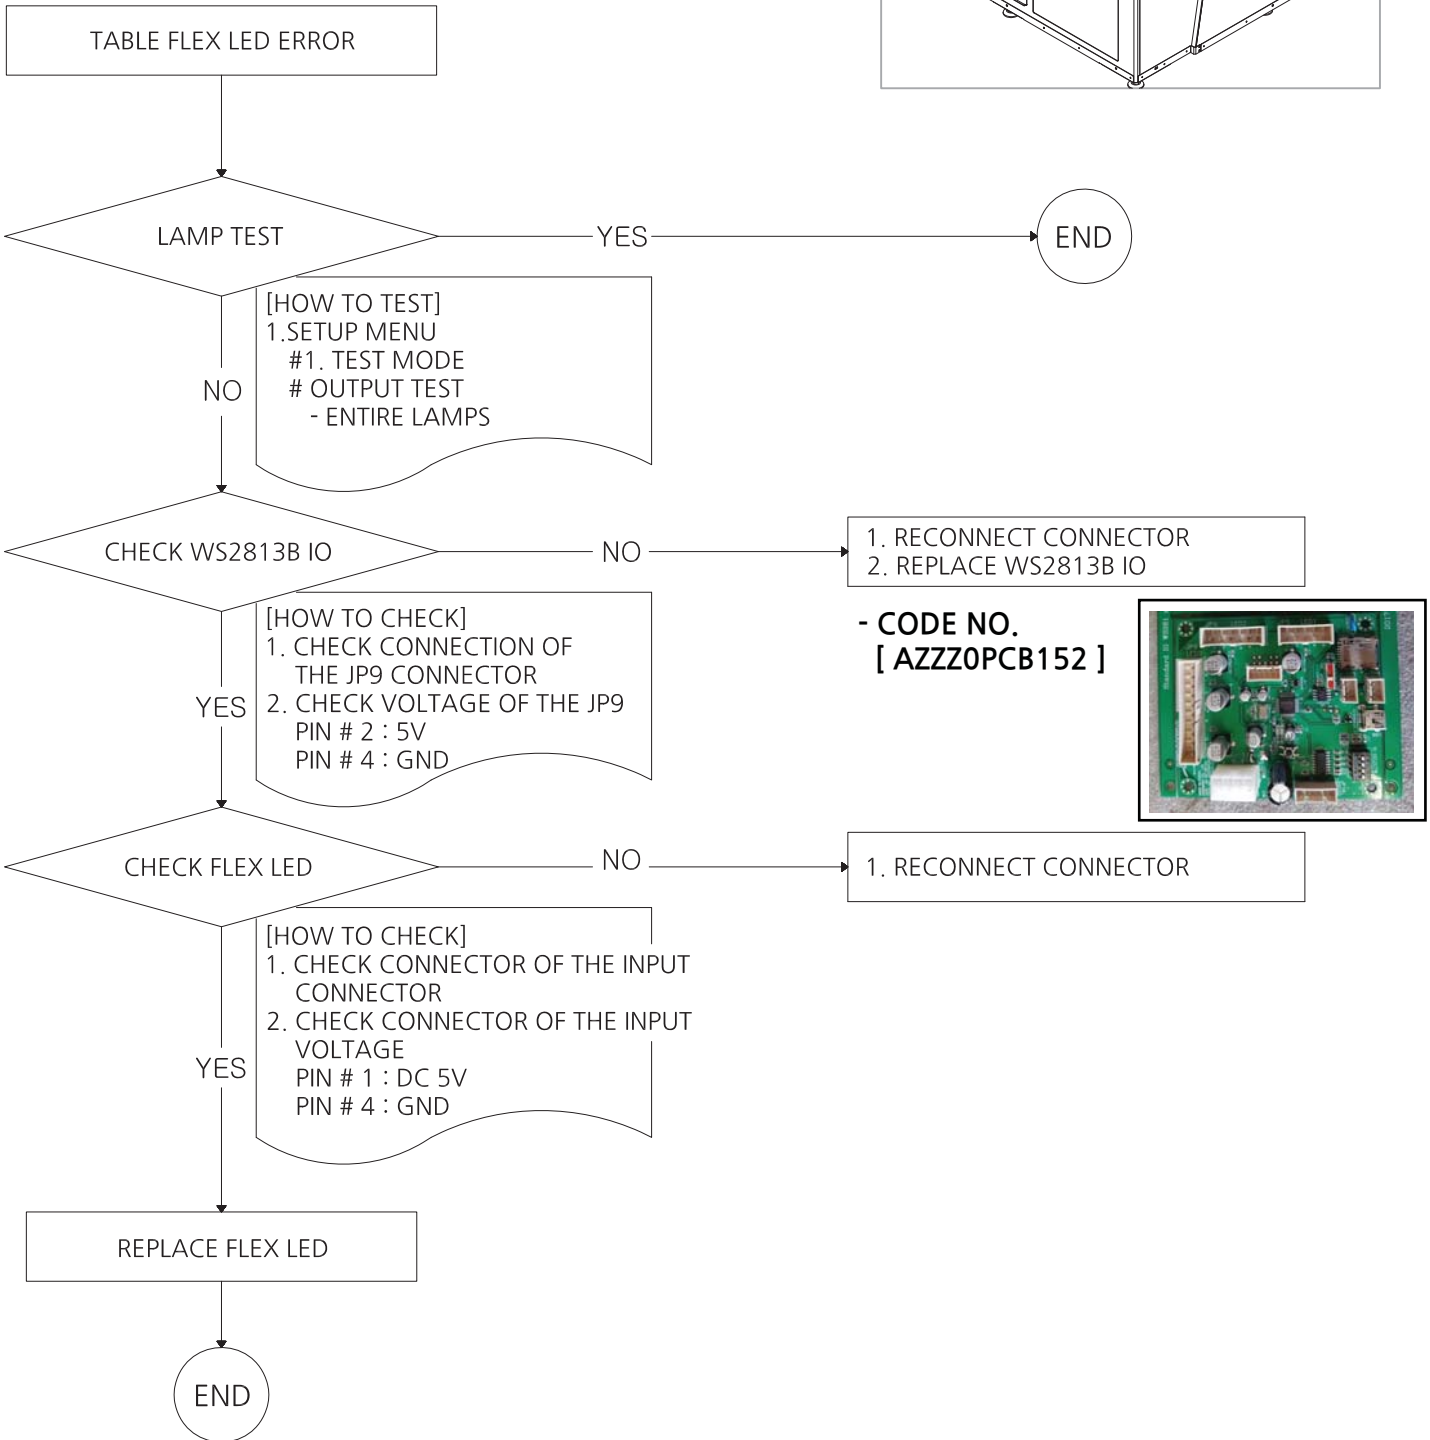 TABLE FLEX LED ERROR
LAMP TEST
YES
END
[HOW TO TEST]
1.SETUP MENU
#1. TEST MODE
# OUTPUT TEST
- ENTIRE LAMPS
NO
CHECK WS2813B IO
NO
1. RECONNECT CONNECTOR
2. REPLACE WS2813B IO
[HOW TO CHECK]
1. CHECK CONNECTION OF
THE JP9 CONNECTOR
2. CHECK VOLTAGE OF THE JP9
PIN # 2 : 5V
PIN # 4 : GND
YES
- CODE NO.
[ AZZZ0PCB152 ]
CHECK FLEX LED
NO
1. RECONNECT CONNECTOR
[HOW TO CHECK]
1. CHECK CONNECTOR OF THE INPUT
CONNECTOR
2. CHECK CONNECTOR OF THE INPUT
VOLTAGE
PIN # 1 : DC 5V
PIN # 4 : GND
YES
REPLACE FLEX LED
END